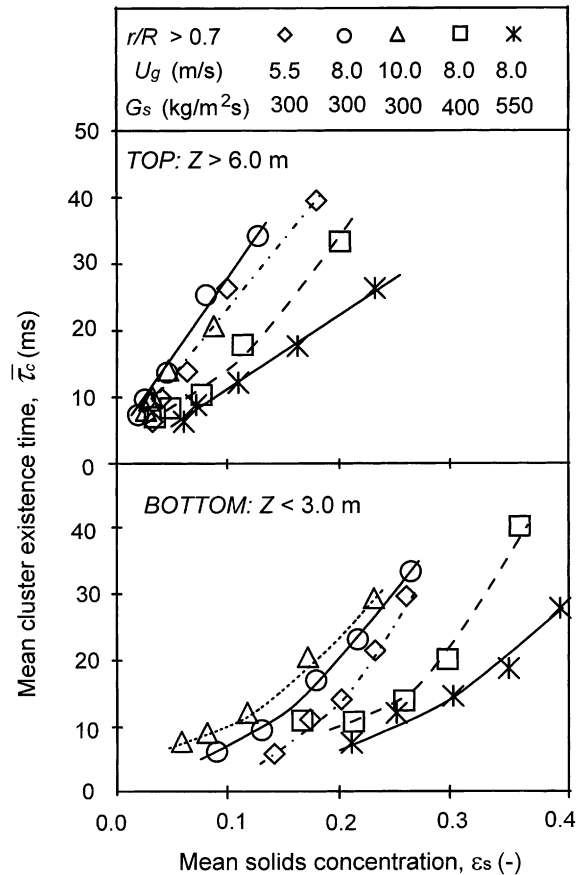 r/R > 0.7
Ug (m/s) 5.5 8.0 10.0 8.0 8.0
Gs (kg/m²s) 300 300 300 400 550
50
TOP: Z > 6.0 m
40
30
20
10
0
BOTTOM: Z < 3.0 m
40
30
20
10
0
0.0 0.1 0.2 0.3 0.4
Mean solids concentration, εs (-)
Mean cluster existence time, τ̅c (ms)